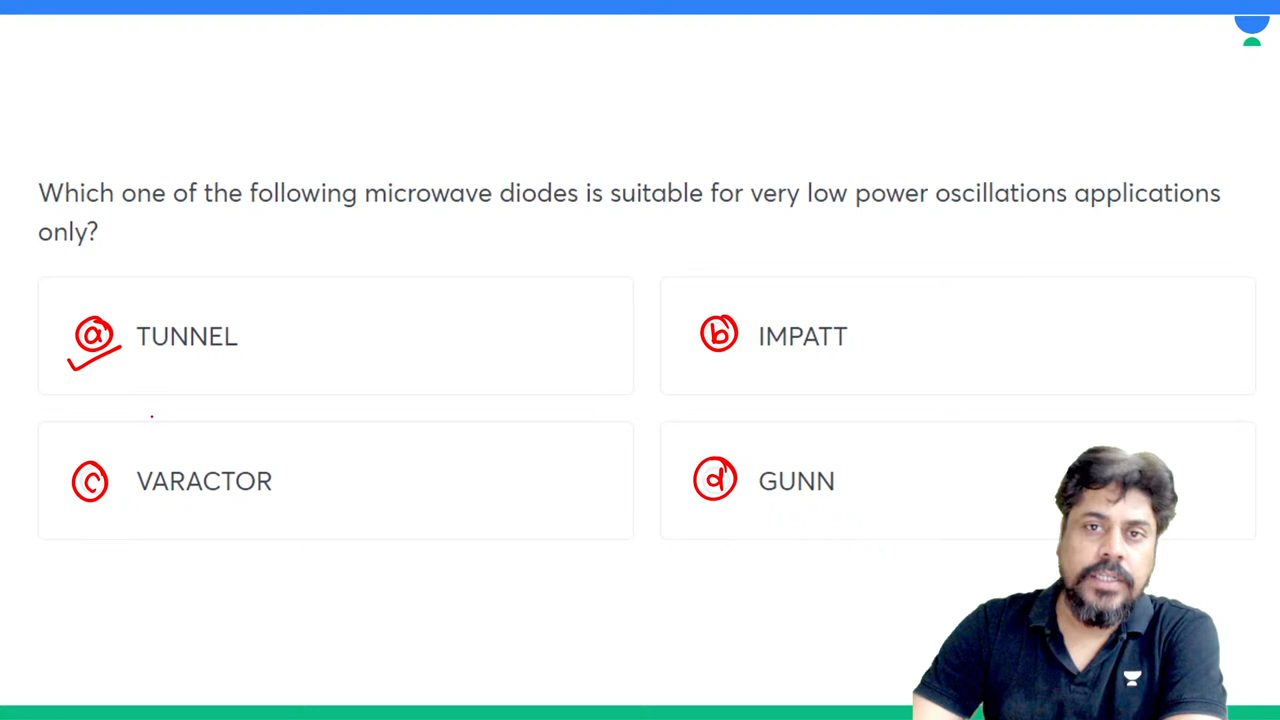 Which one of the following microwave diodes is suitable for very low power oscillations applications
only?
a TUNNEL
b IMPATT
c VARACTOR
d GUNN